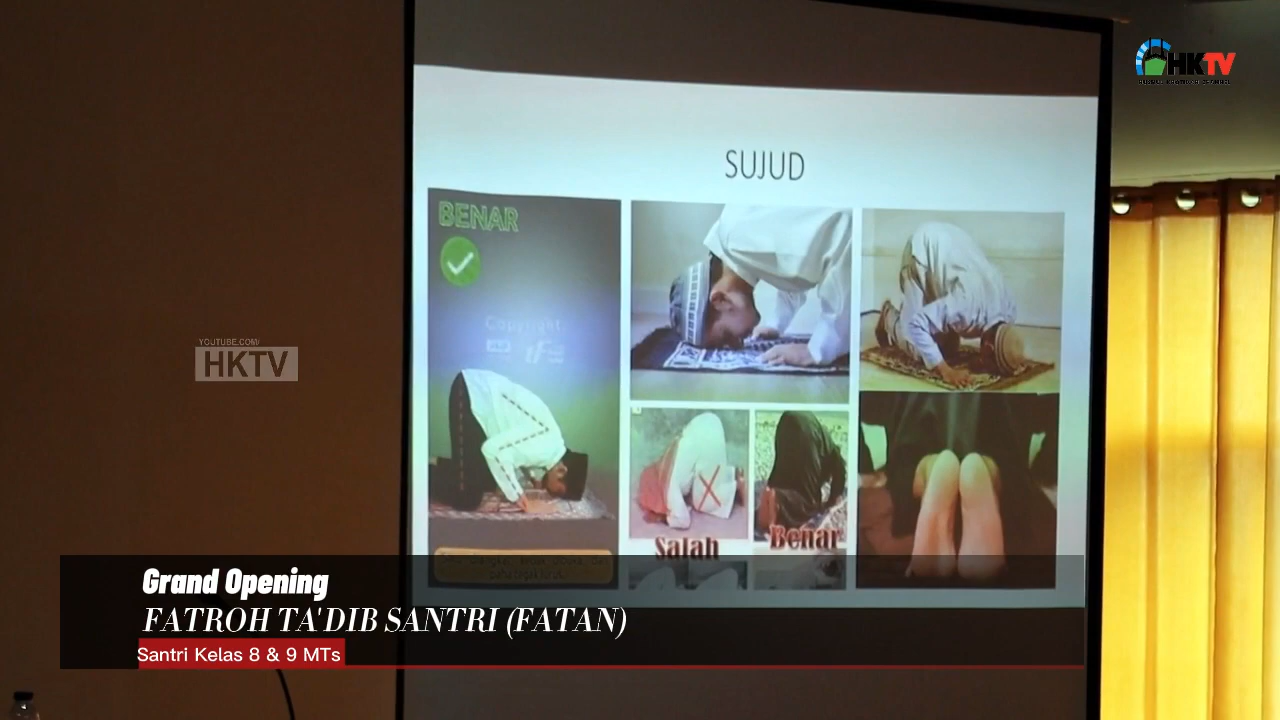 HKTV
SUJUD
BENAR
Copyright
YOUTUBE.COM/
HKTV
Salah
Benar
Grand Opening
FATROH TA'DIB SANTRI (FATAN)
Santri Kelas 8 & 9 MTs